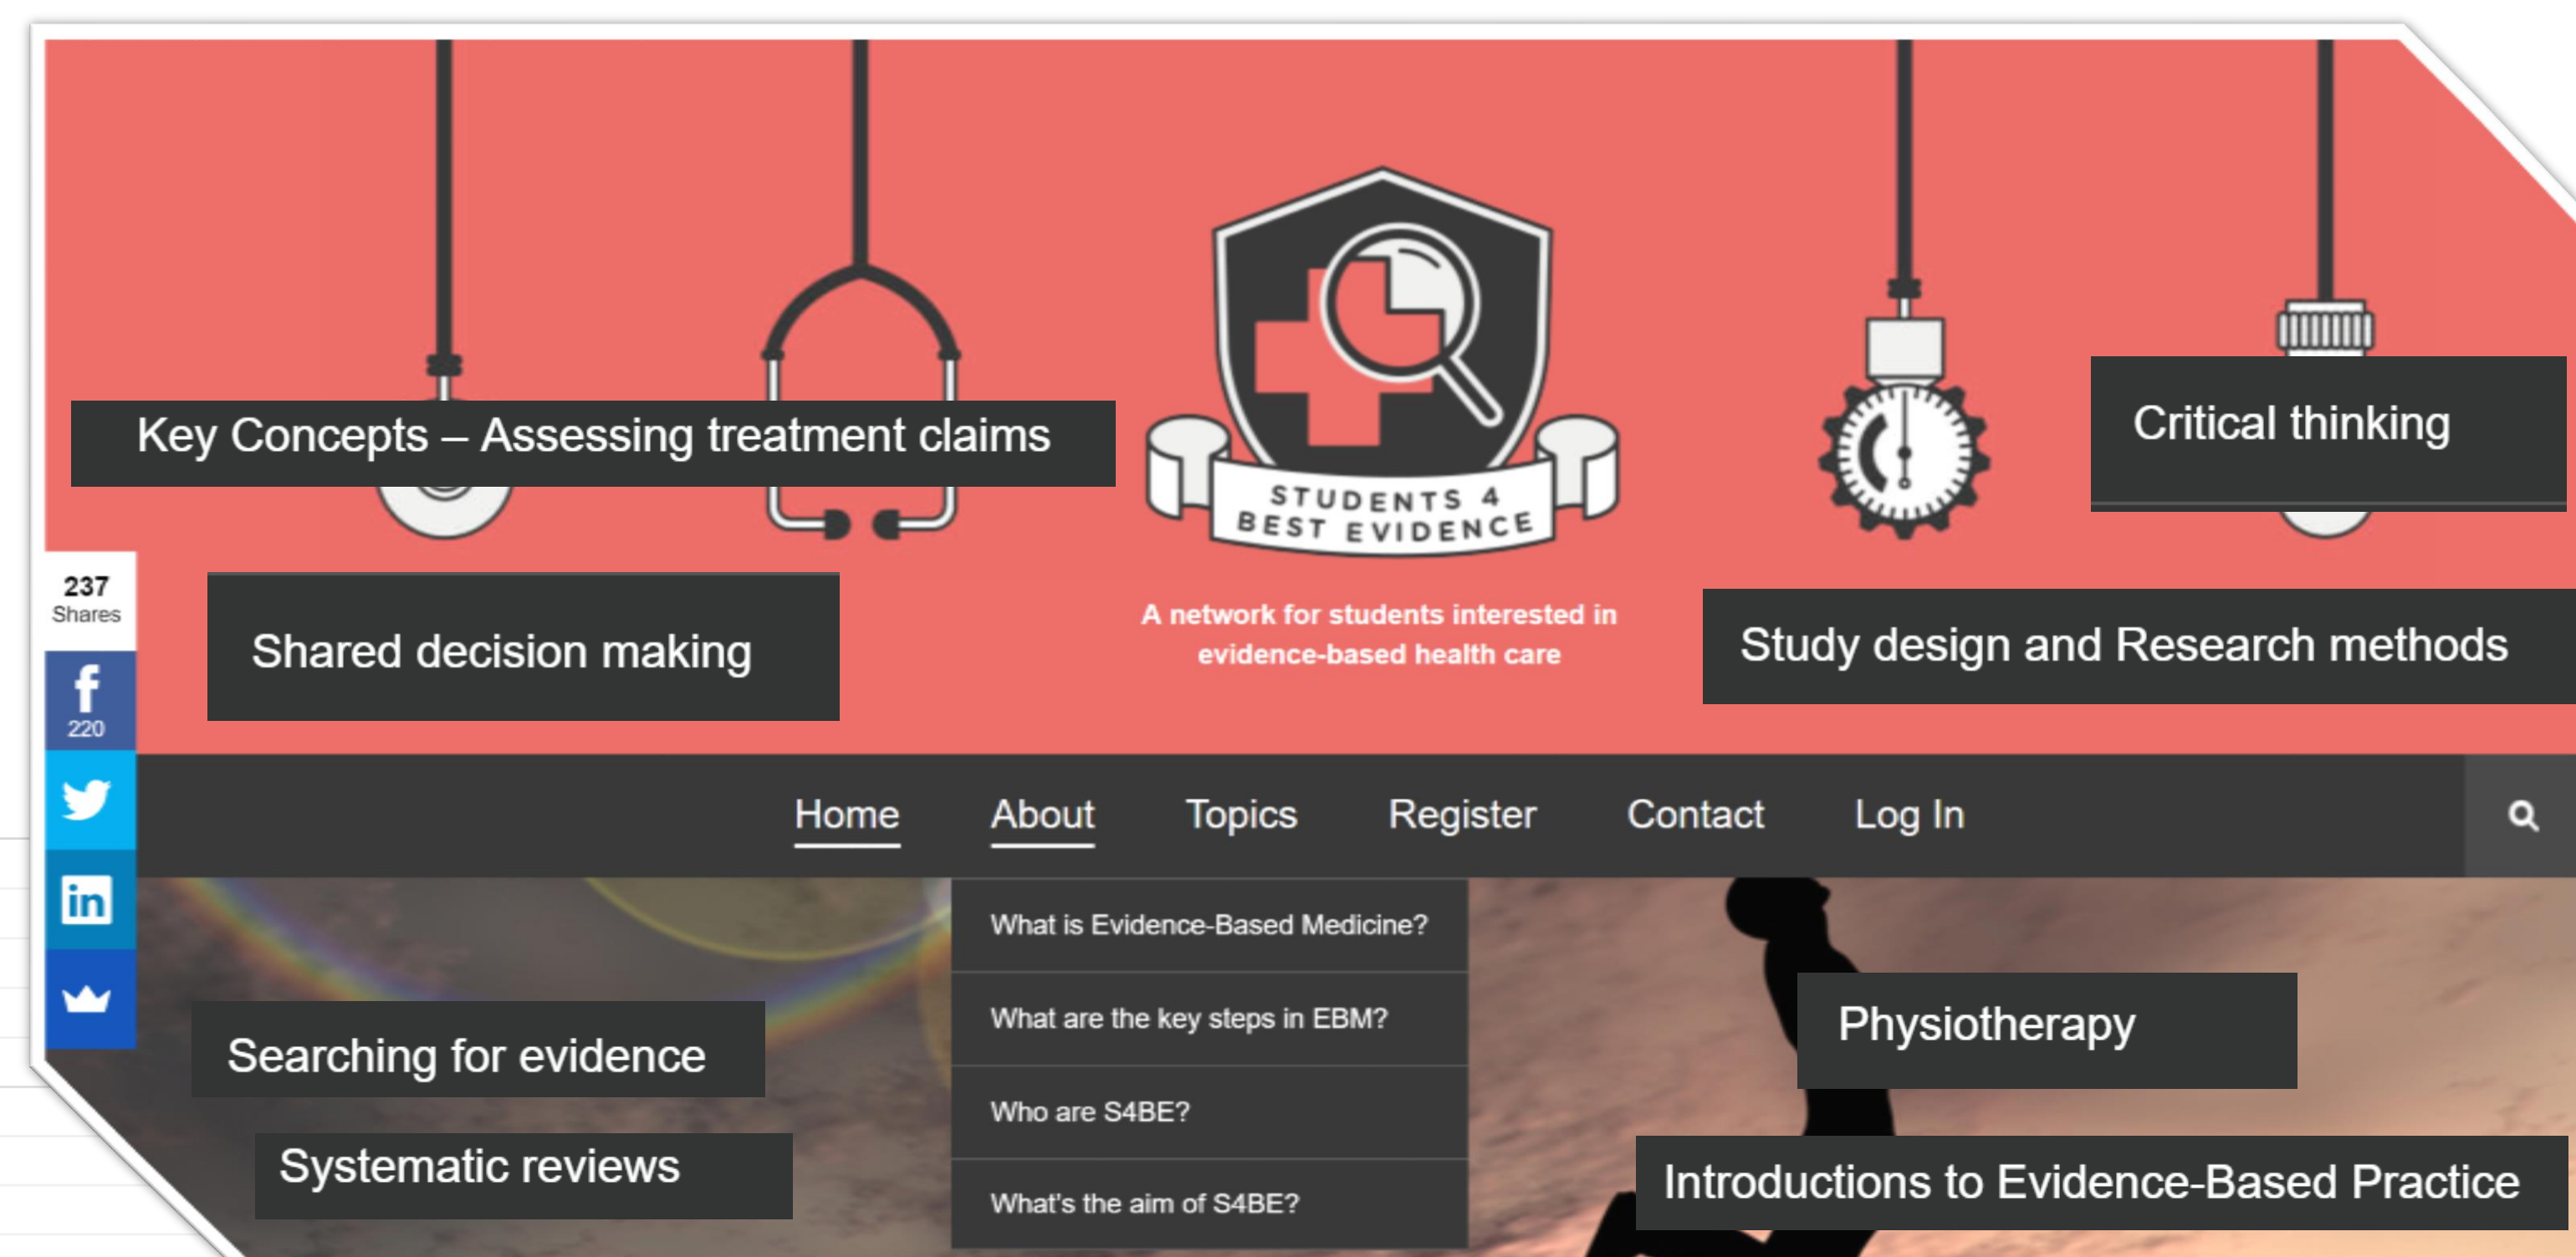 Key Concepts – Assessing treatment claims
Critical thinking
STUDENTS 4
BEST EVIDENCE
237
Shares
A network for students interested in
evidence-based health care
Shared decision making
Study design and Research methods
f
220
in
Home About Topics Register Contact Log In
What is Evidence-Based Medicine?
What are the key steps in EBM?
Who are S4BE?
What's the aim of S4BE?
Searching for evidence
Systematic reviews
Physiotherapy
Introductions to Evidence-Based Practice